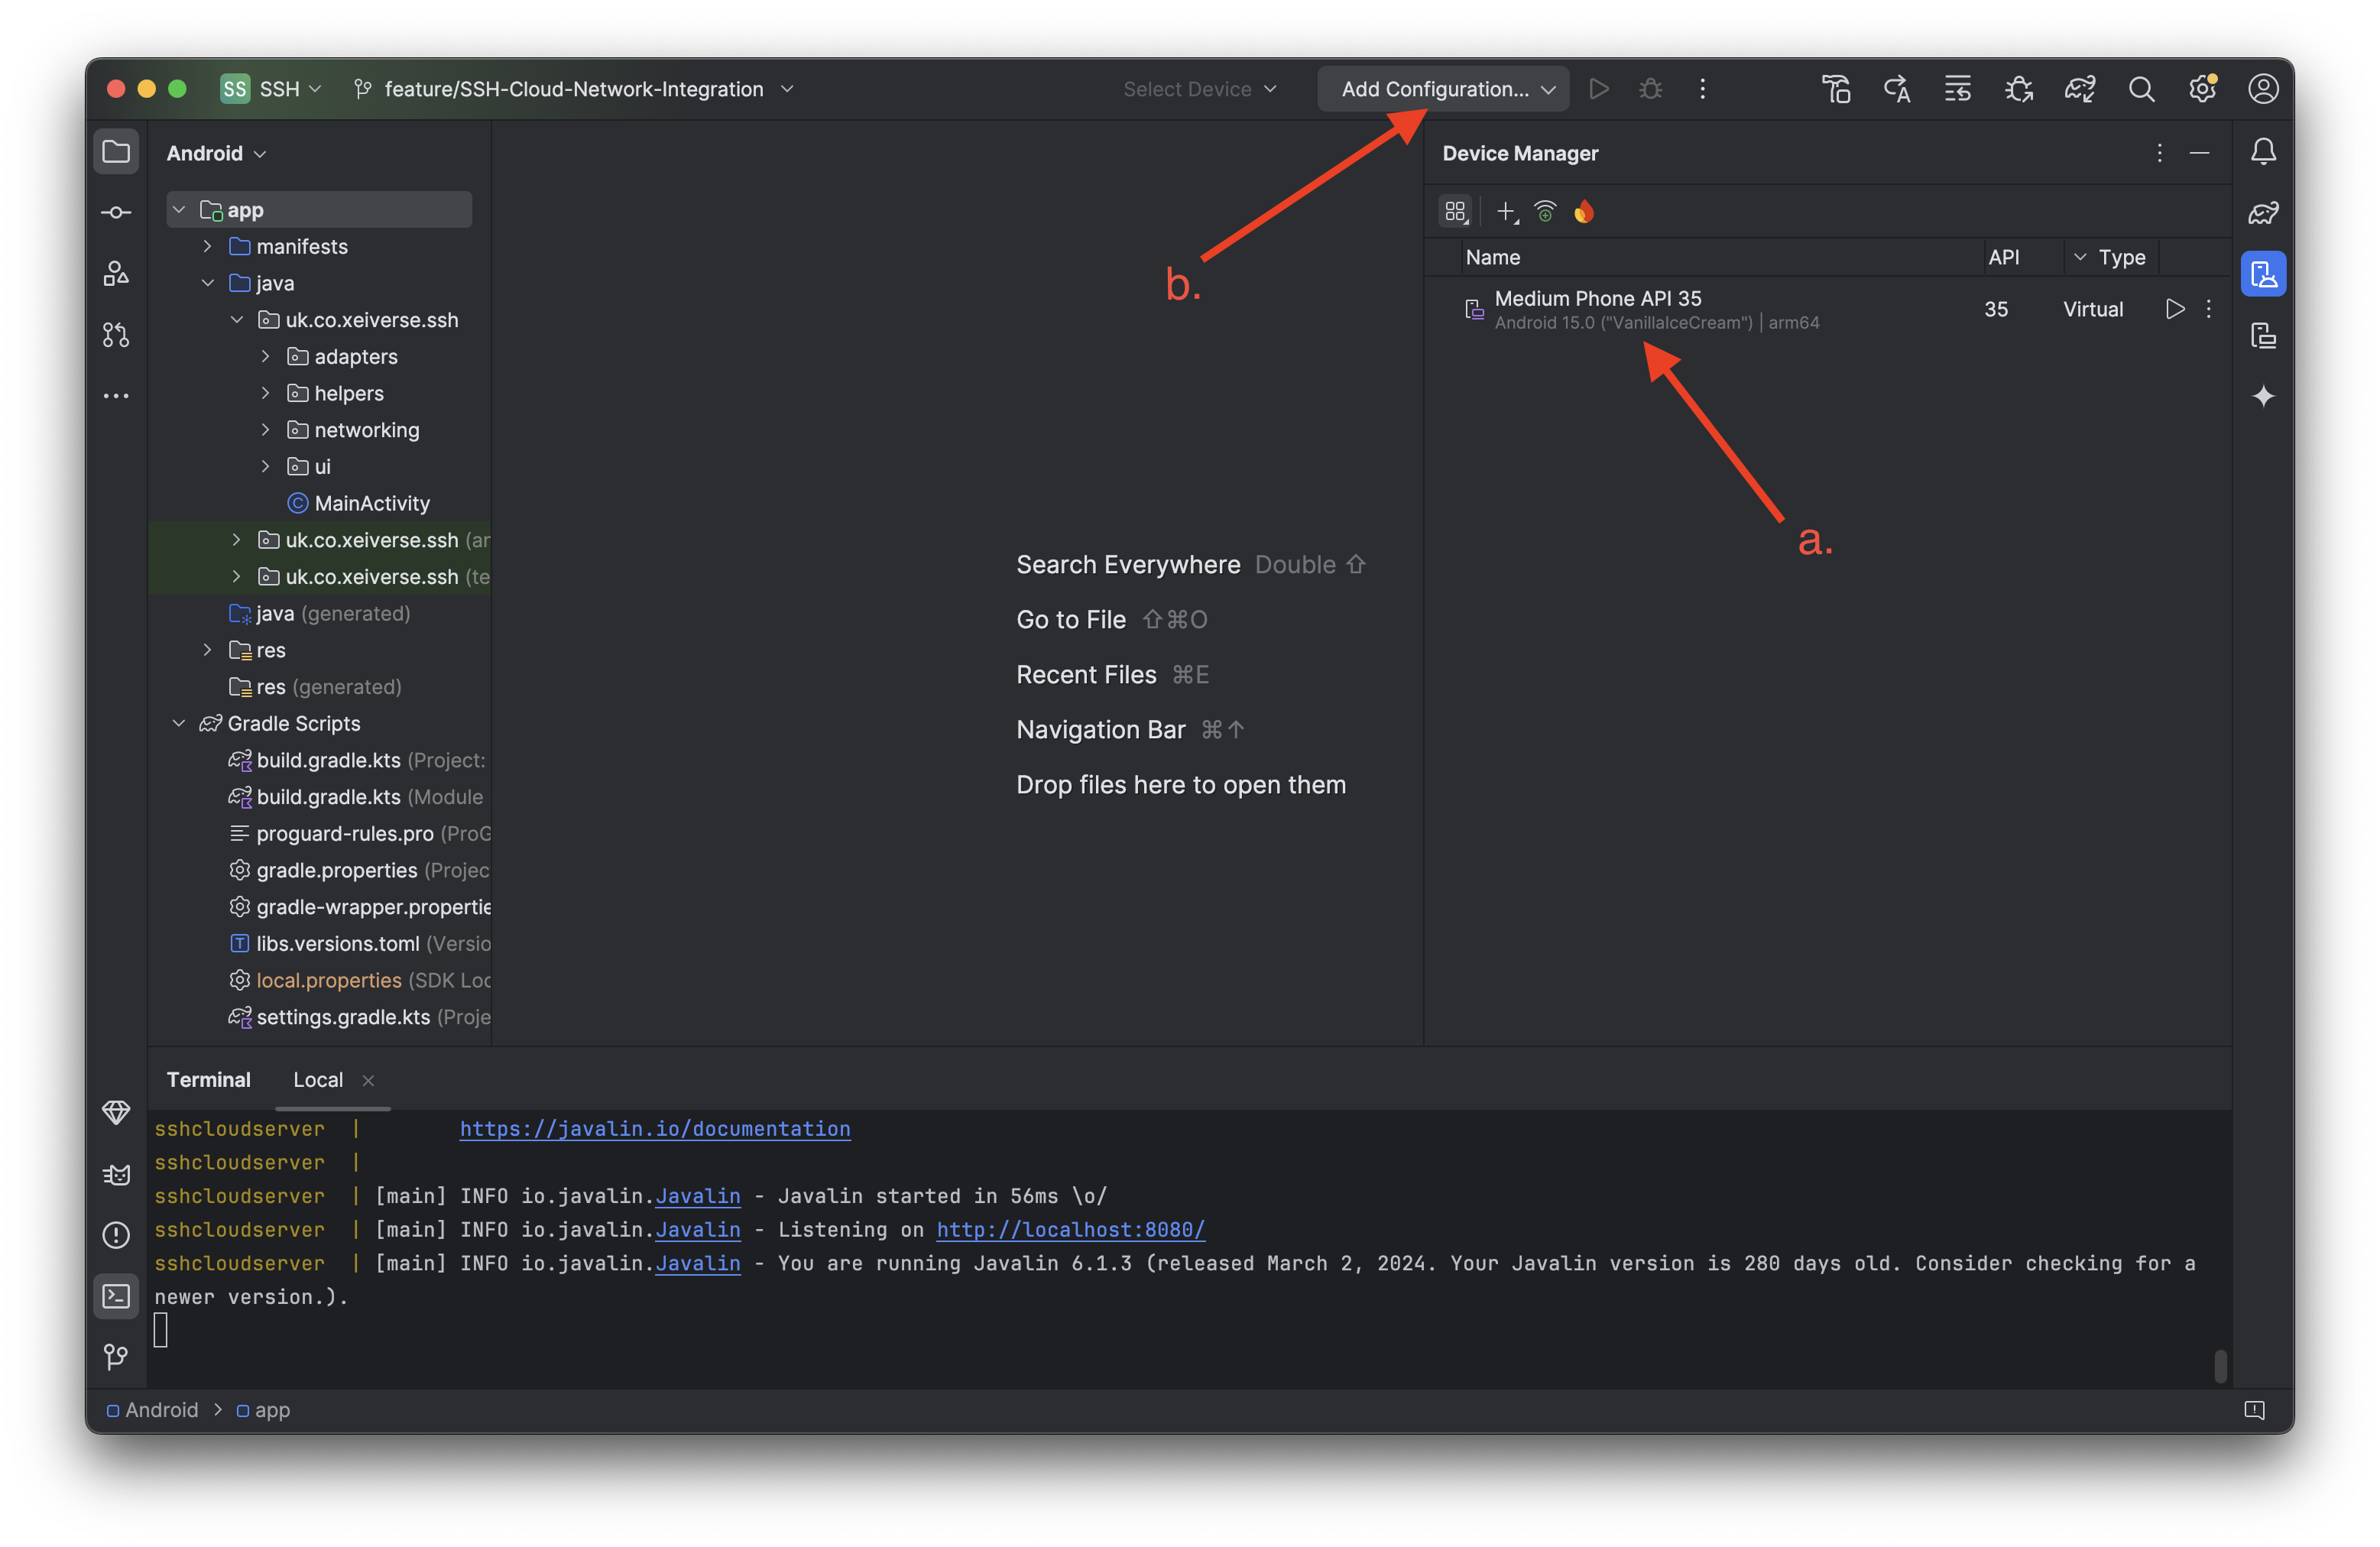 SS SSH feature/SSH-Cloud-Network-Integration Select Device Add Configuration...
Android
app
manifests
java
uk.co.xeiverse.ssh
adapters
helpers
networking
ui
MainActivity
uk.co.xeiverse.ssh (ar
uk.co.xeiverse.ssh (te
java (generated)
res
res (generated)
Gradle Scripts
build.gradle.kts (Project:
build.gradle.kts (Module
proguard-rules.pro (ProG
gradle.properties (Projec
gradle-wrapper.propertie
libs.versions.toml (Versio
local.properties (SDK Loc
settings.gradle.kts (Proje
b.
Search Everywhere Double ⇧
Go to File ⇧⌘O
Recent Files ⌘E
Navigation Bar ⌘↑
Drop files here to open them
Device Manager
Name API Type
Medium Phone API 35 35 Virtual
Android 15.0 ("VanillaIceCream") | arm64
a.
Terminal Local
sshcloudserver | https://javalin.io/documentation
sshcloudserver |
sshcloudserver | [main] INFO io.javalin.Javalin - Javalin started in 56ms \o/
sshcloudserver | [main] INFO io.javalin.Javalin - Listening on http://localhost:8080/
sshcloudserver | [main] INFO io.javalin.Javalin - You are running Javalin 6.1.3 (released March 2, 2024. Your Javalin version is 280 days old. Consider checking for a
newer version.).
Android > app